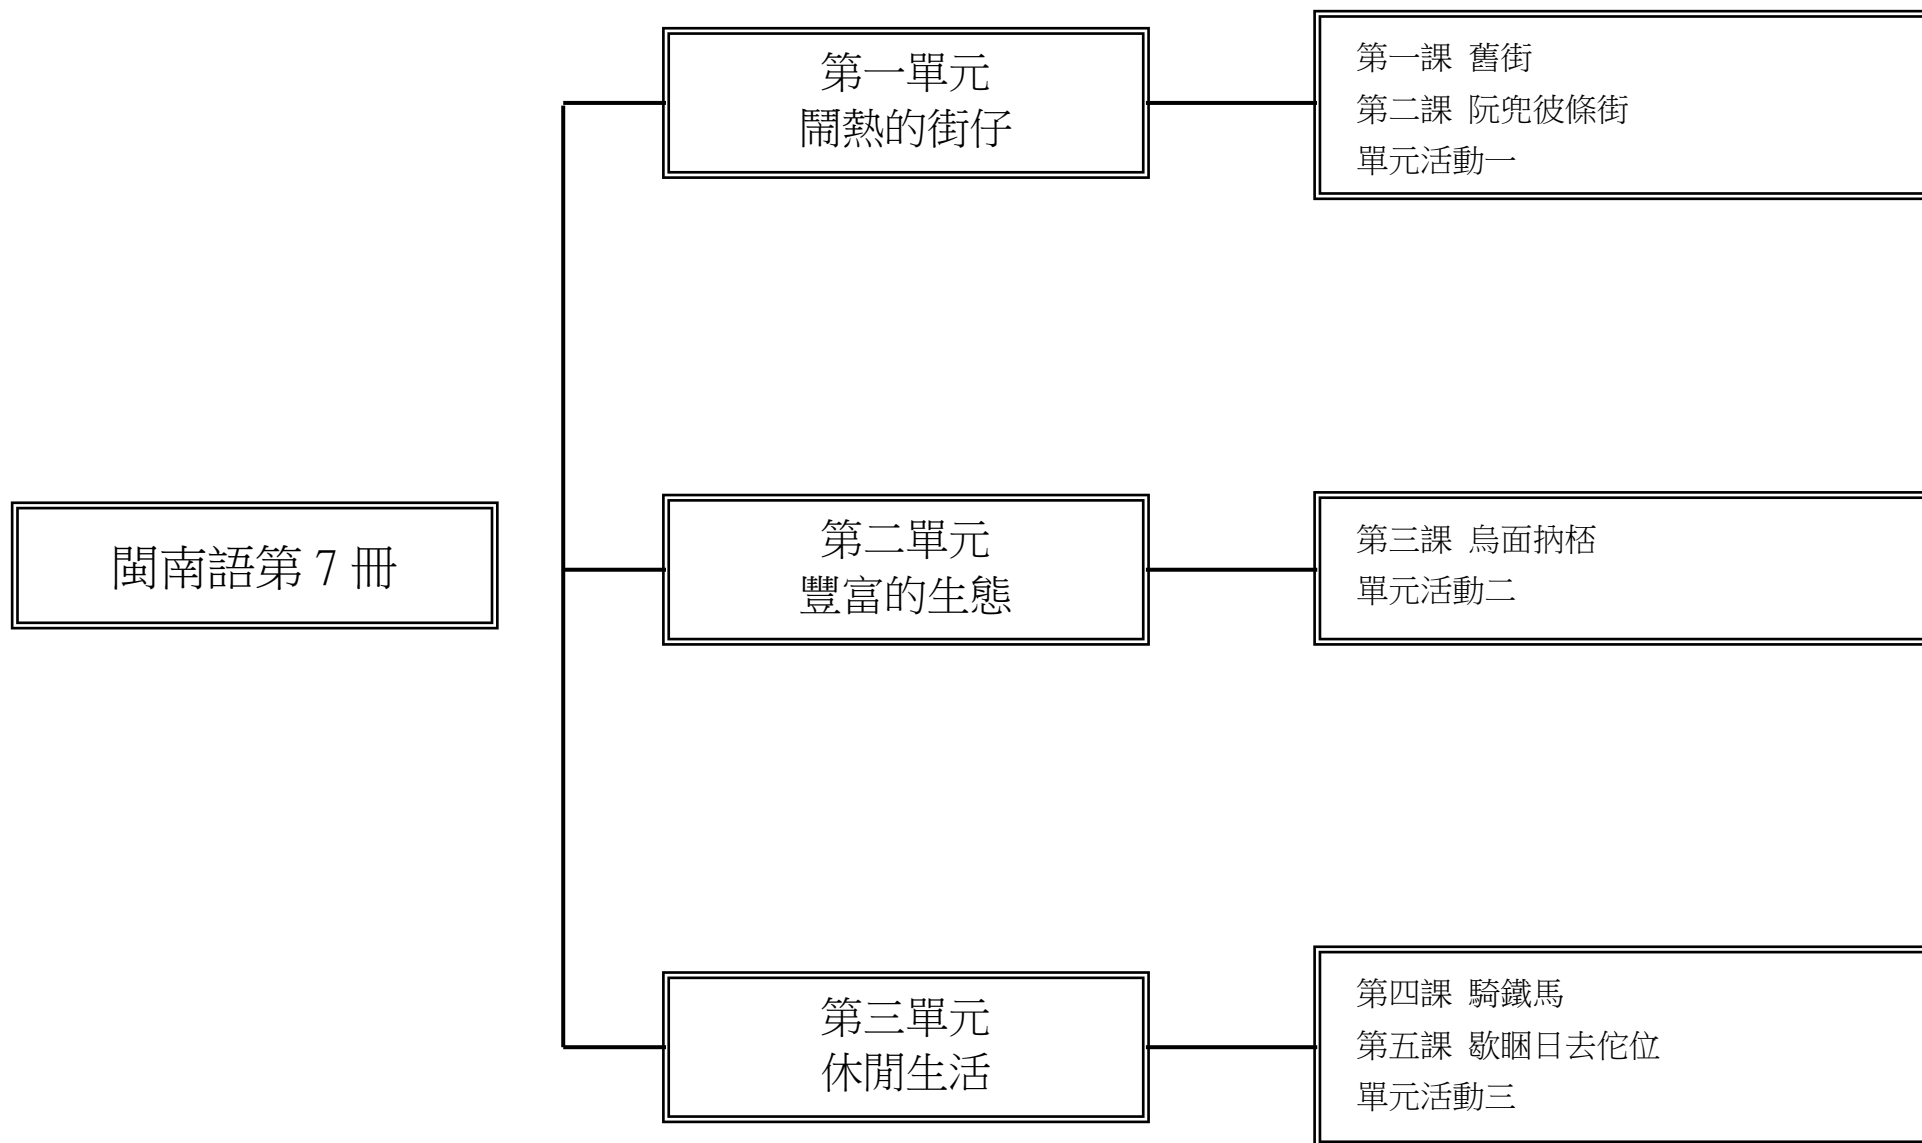 閩南語第 7 冊
第一單元
鬧熱的街仔
第一課 舊街
第二課 阮兜彼條街
單元活動一
第二單元
豐富的生態
第三課 烏面抐桮
單元活動二
第三單元
休閒生活
第四課 騎鐵馬
第五課 歇睏日去佗位
單元活動三